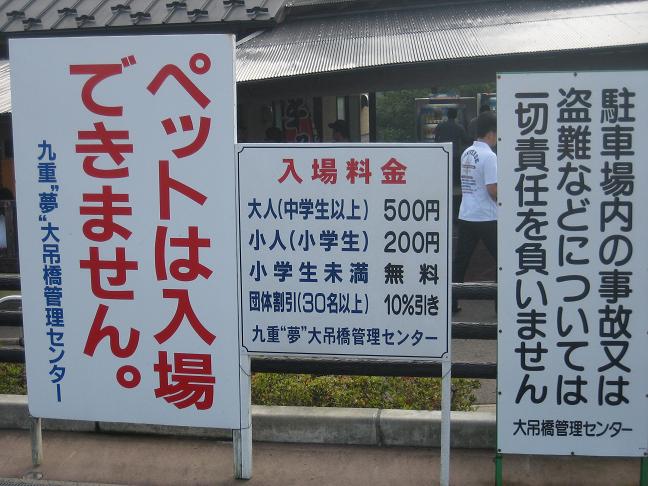 ペットは入場
できません。
九重"夢"大吊橋管理センター
入場料金
大人(中学生以上) 500円
小人(小学生) 200円
小学生未満 無料
団体割引(30名以上) 10%引き
九重"夢"大吊橋管理センター
駐車場内の事故又は
盗難などについては
一切責任を負いません
大吊橋管理センター